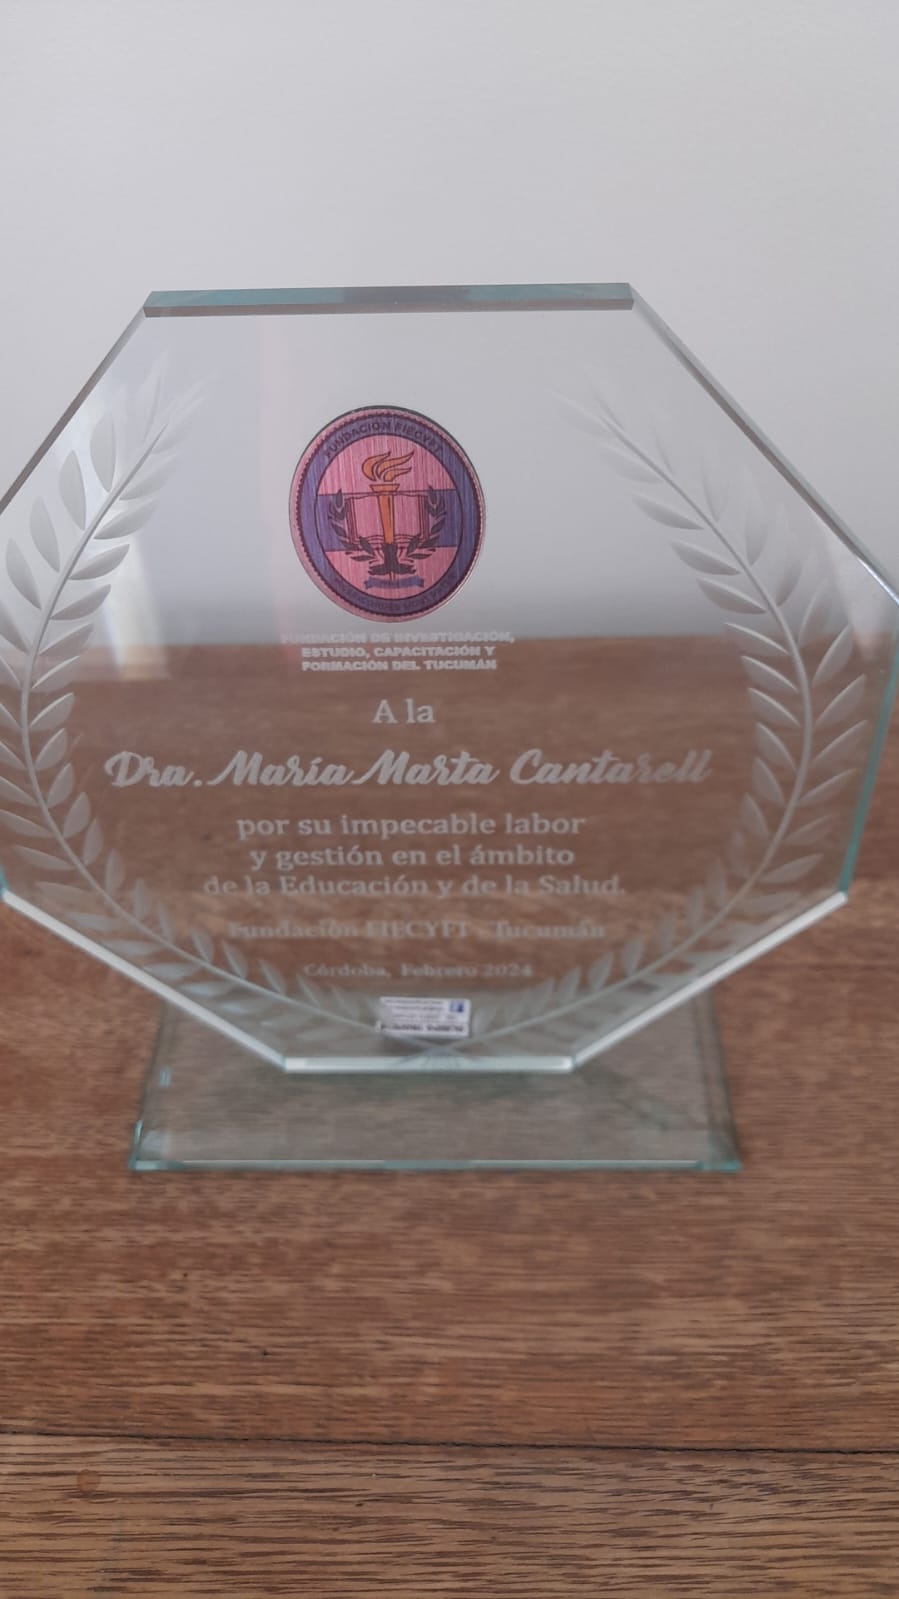 FUNDACIÓN FIECYFT
FUNDACIÓN DE INVESTIGACIÓN,
ESTUDIO, CAPACITACIÓN Y
FORMACIÓN DEL TUCUMÁN
A la
Dra. María Marta Cantarell
por su impecable labor
y gestión en el ámbito
de la Educación y de la Salud.
Fundación FIECYFT - Tucumán
Córdoba, Febrero 2024